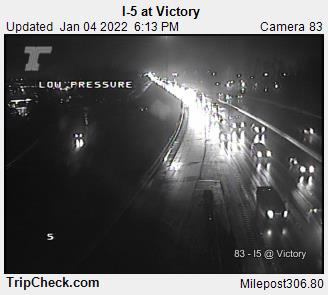 I-5 at Victory
Updated Jan 04 2022 6:13 PM Camera 83
T
LOW PRESSURE
S
83 - I5 @ Victory
TripCheck.com Milepost306.80